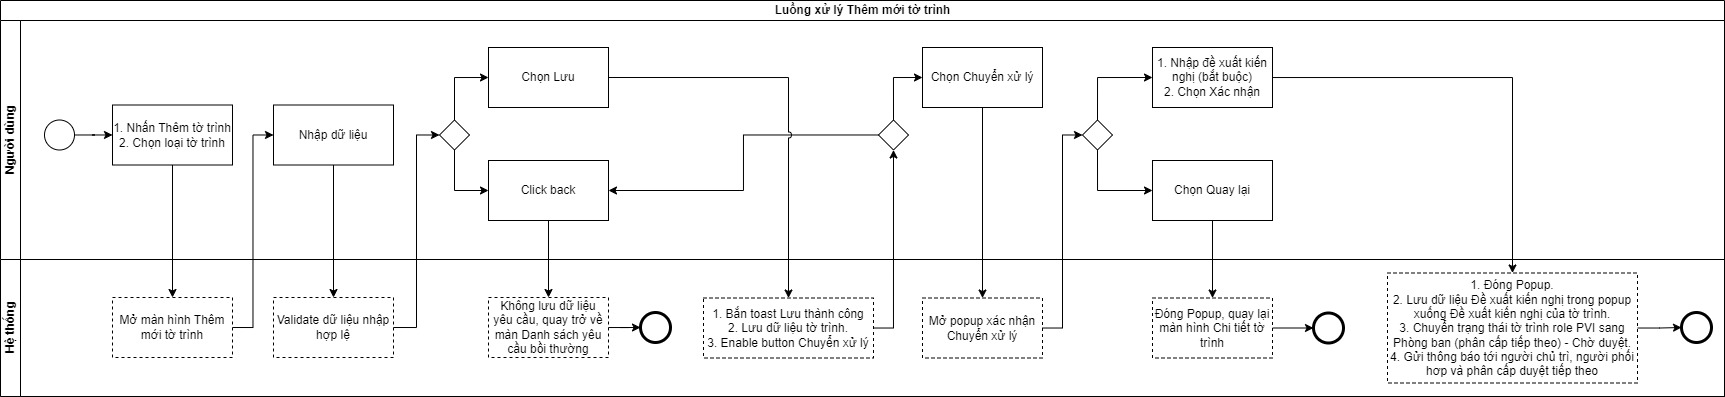 Luồng xử lý Thêm mới tờ trình
Người dùng
1. Nhấn Thêm tờ trình
2. Chọn loại tờ trình
Nhập dữ liệu
Chọn Lưu
Click back
Chọn Chuyển xử lý
1. Nhập đề xuất kiến
nghị (bắt buộc)
2. Chọn Xác nhận
Chọn Quay lại
Hệ thống
Mở màn hình Thêm
mới tờ trình
Validate dữ liệu nhập
hợp lệ
Không lưu dữ liệu
yêu cầu, quay trở về
màn Danh sách yêu
cầu bồi thường
1. Bắn toast Lưu thành công
2. Lưu dữ liệu tờ trình.
3. Enable button Chuyển xử lý
Mở popup xác nhận
Chuyển xử lý
Đóng Popup, quay lại
màn hình Chi tiết tờ
trình
1. Đóng Popup.
2. Lưu dữ liệu Đề xuất kiến nghị trong popup
xuống Đề xuất kiến nghị của tờ trình.
3. Chuyển trạng thái tờ trình role PVI sang
Phòng ban (phân cấp tiếp theo) - Chờ duyệt.
4. Gửi thông báo tới người chủ trì, người phối
hơp và phân cấp duyệt tiếp theo